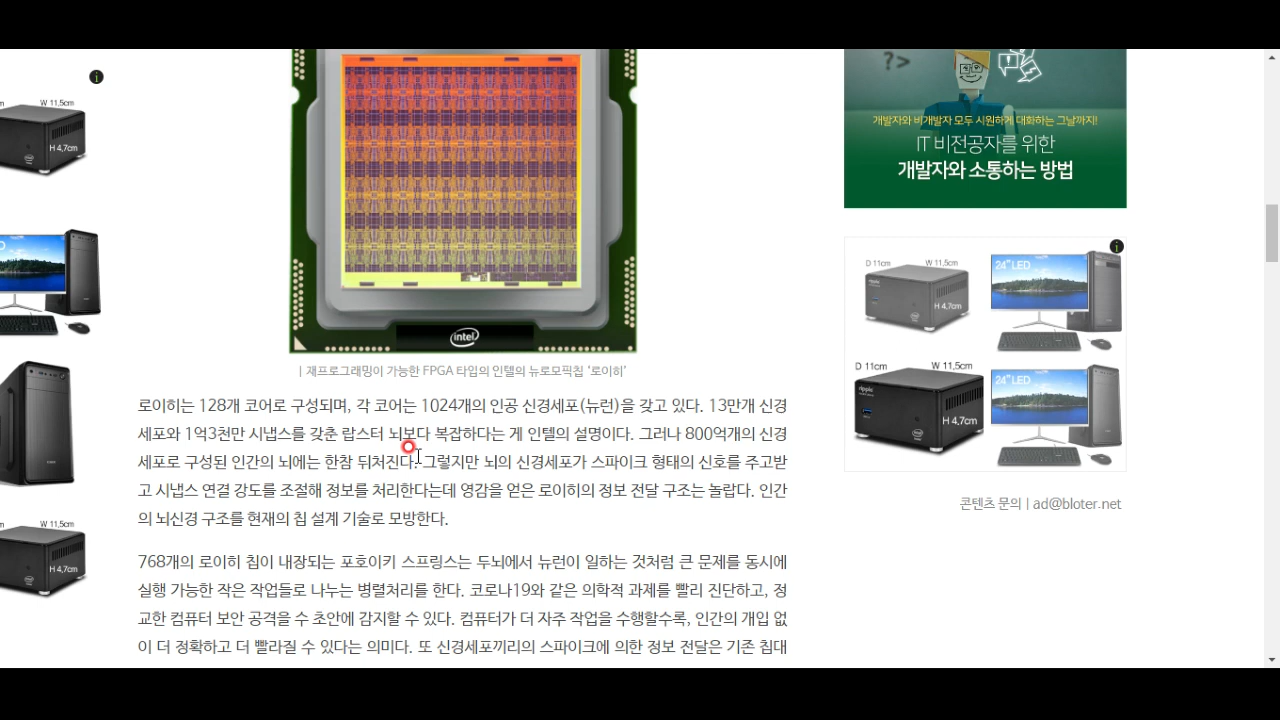 W 11,5cm
H 4,7cm
H 4,7cm
W 11,5cm
intel
| 재프로그래밍이 가능한 FPGA 타입의 인텔의 뉴로모픽칩 ‘로이히’
로이히는 128개 코어로 구성되며, 각 코어는 1024개의 인공 신경세포(뉴런)을 갖고 있다. 13만개 신경
세포와 1억3천만 시냅스를 갖춘 랍스터 뇌보다 복잡하다는 게 인텔의 설명이다. 그러나 800억개의 신경
세포로 구성된 인간의 뇌에는 한참 뒤처진다. 그렇지만 뇌의 신경세포가 스파이크 형태의 신호를 주고받
고 시냅스 연결 강도를 조절해 정보를 처리한다는데 영감을 얻은 로이히의 정보 전달 구조는 놀랍다. 인간
의 뇌신경 구조를 현재의 칩 설계 기술로 모방한다.
768개의 로이히 칩이 내장되는 포호이키 스프링스는 두뇌에서 뉴런이 일하는 것처럼 큰 문제를 동시에
실행 가능한 작은 작업들로 나누는 병렬처리를 한다. 코로나19와 같은 의학적 과제를 빨리 진단하고, 정
교한 컴퓨터 보안 공격을 수 초안에 감지할 수 있다. 컴퓨터가 더 자주 작업을 수행할수록, 인간의 개입 없
이 더 정확하고 더 빨라질 수 있다는 의미다. 또 신경세포끼리의 스파이크에 의한 정보 전달은 기존 칩대
?>
개발자와 비개발자 모두 시원하게 대화하는 그날까지!
IT 비전공자를 위한
개발자와 소통하는 방법
D 11cm W 11,5cm
24" LED
H 4,7cm
D 11cm W 11,5cm
24" LED
H 4,7cm
콘텐츠 문의 | ad@bloter.net